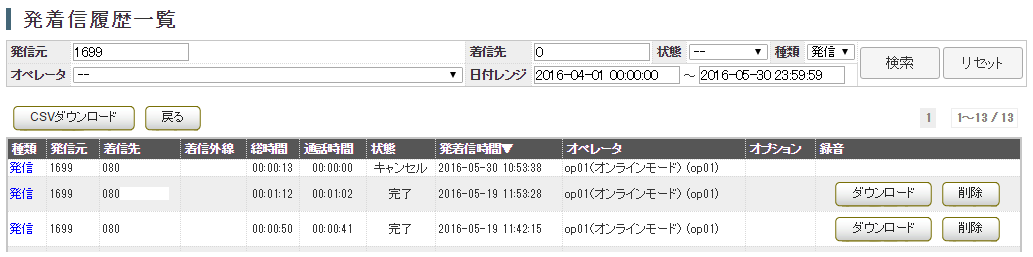 発着信履歴一覧
発信元 1699 着信先 0 状態 -- 種類 発信 検索 リセット
オペレータ -- 日付レンジ 2016-04-01 00:00:00 ～ 2016-05-30 23:59:59
CSVダウンロード 戻る 1 1～13 / 13
種類 発信元 着信先 着信外線 総時間 通話時間 状態 発着信時間▼ オペレータ オプション 録音
発信 1699 080 00:00:13 00:00:00 キャンセル 2016-05-30 10:53:38 op01(オンラインモード) (op01)
発信 1699 080 00:01:12 00:01:02 完了 2016-05-19 11:53:28 op01(オンラインモード) (op01) ダウンロード 削除
発信 1699 080 00:00:50 00:00:41 完了 2016-05-19 11:42:15 op01(オンラインモード) (op01) ダウンロード 削除